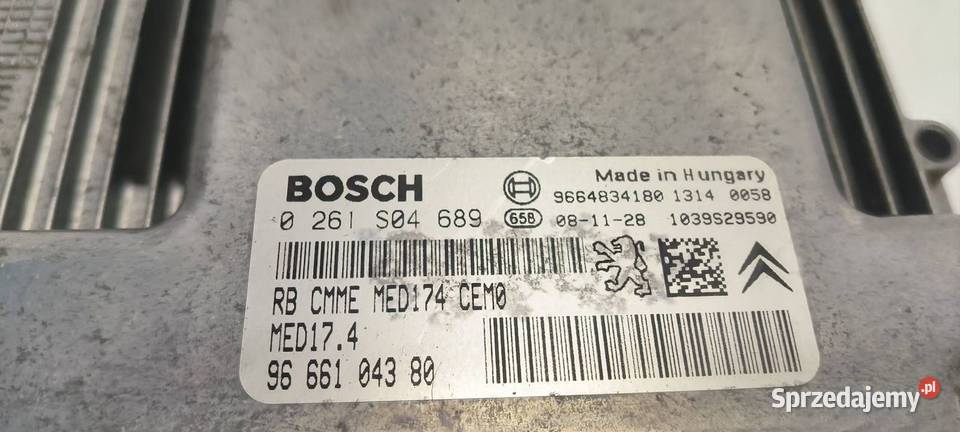 BOSCH
Made in Hungary
9664834180 1314 0058
0 261 S04 689 65B 08-11-28 1039S29590
RB CMME MED174 CEM0
MED17.4
96 661 043 80
Sprzedajemy.pl